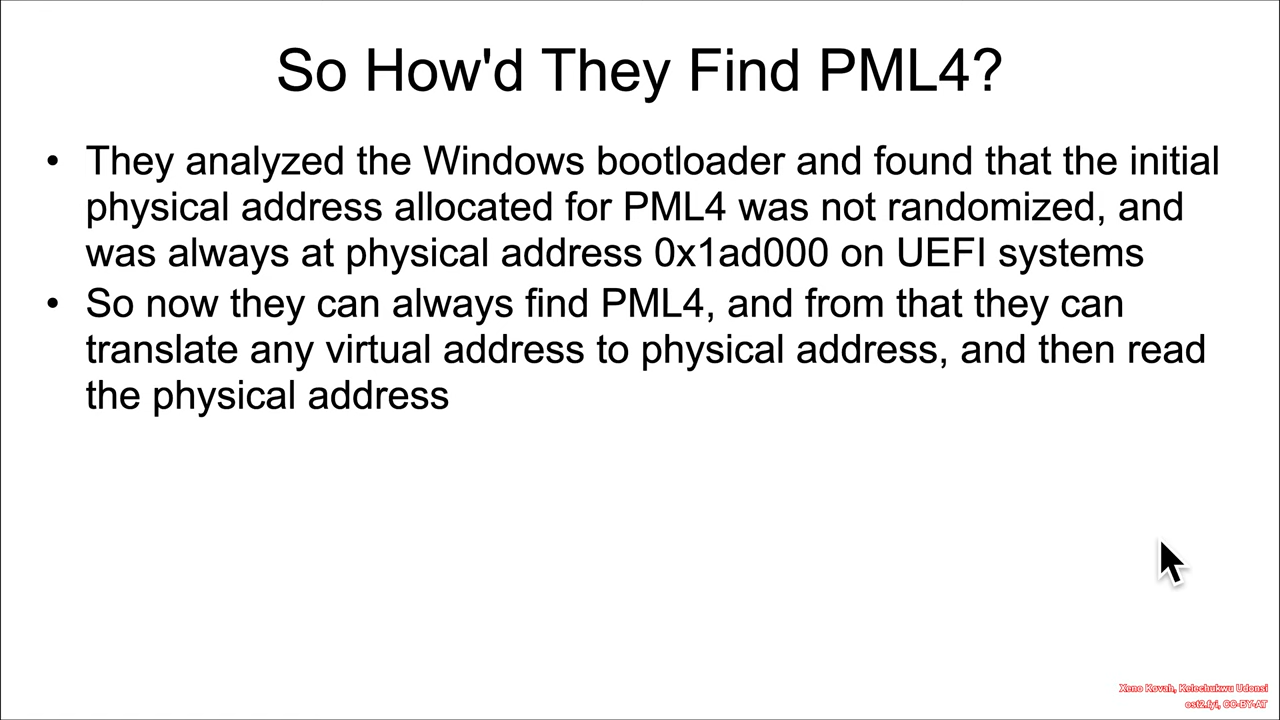 So How'd They Find PML4?
• They analyzed the Windows bootloader and found that the initial
physical address allocated for PML4 was not randomized, and
was always at physical address 0x1ad000 on UEFI systems
• So now they can always find PML4, and from that they can
translate any virtual address to physical address, and then read
the physical address
Xeno Kovah, Kelechukwu Udonsi
ost2.fyi, CC-BY-AT